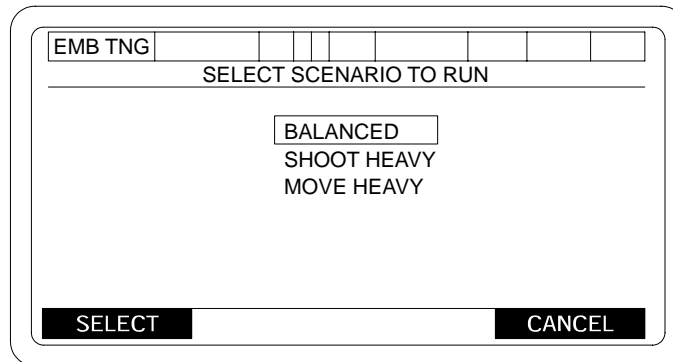 EMB TNG
SELECT SCENARIO TO RUN
BALANCED
SHOOT HEAVY
MOVE HEAVY
SELECT
CANCEL